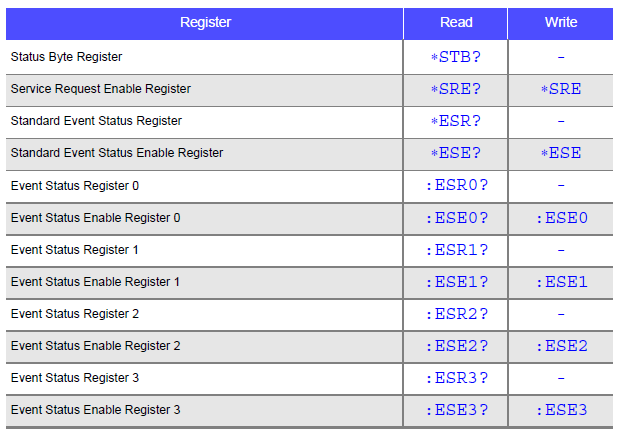 Register Read Write
Status Byte Register *STB? -
Service Request Enable Register *SRE? *SRE
Standard Event Status Register *ESR? -
Standard Event Status Enable Register *ESE? *ESE
Event Status Register 0 :ESR0? -
Event Status Enable Register 0 :ESE0? :ESE0
Event Status Register 1 :ESR1? -
Event Status Enable Register 1 :ESE1? :ESE1
Event Status Register 2 :ESR2? -
Event Status Enable Register 2 :ESE2? :ESE2
Event Status Register 3 :ESR3? -
Event Status Enable Register 3 :ESE3? :ESE3